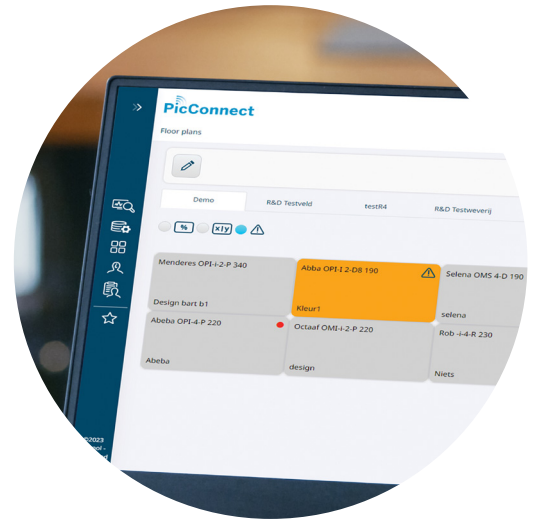 PicConnect
Floor plans
Demo
R&D Testveld
testR4
R&D Testweverij
%
x|y
Menderes OPI-i-2-P 340
Abba OPI-I 2-D8 190
Selena OMS 4-D 190
Design bart b1
Kleur1
selena
Abeba OPI-4-P 220
Octaaf OMI-i-2-P 220
Rob -i-4-R 230
Abeba
design
Niets
©2023